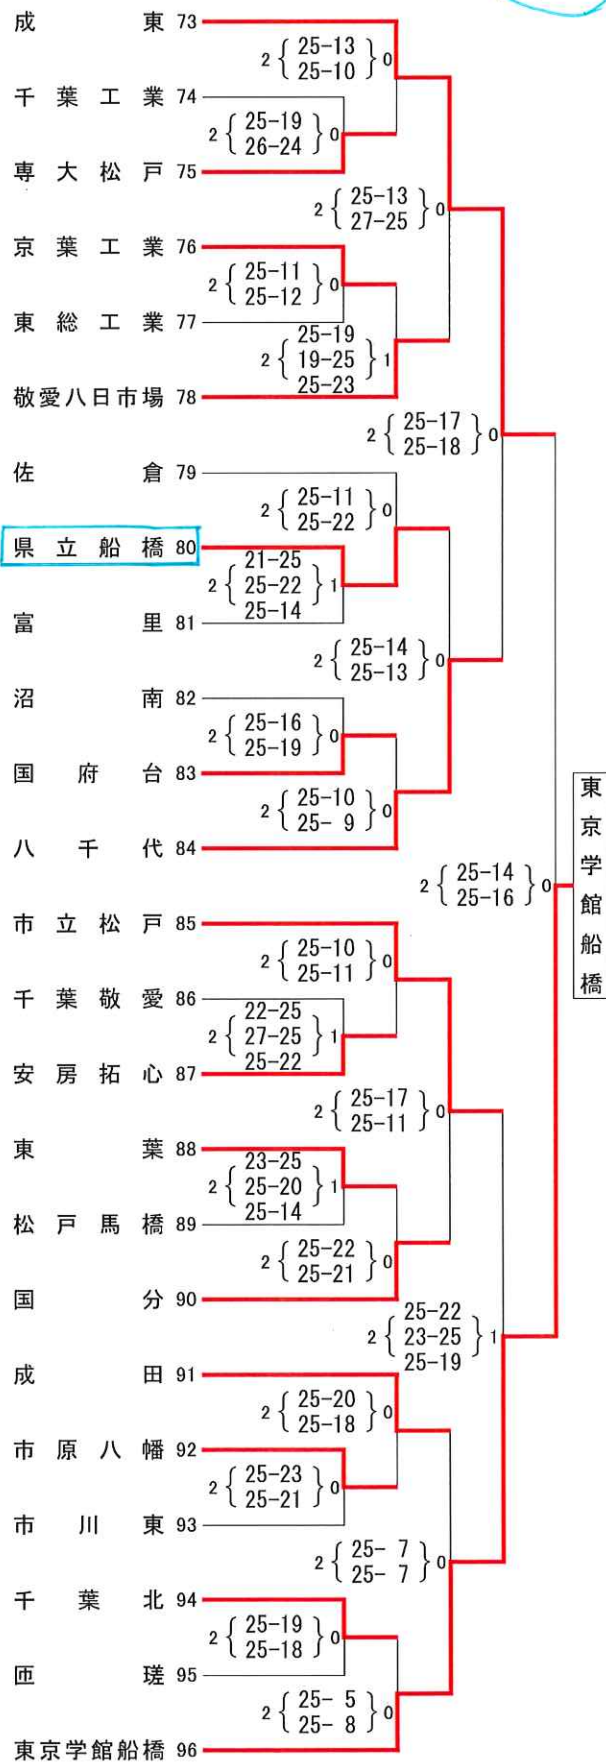 成東 73
25-13
2 { } 0
25-10
千葉工業 74
25-19
2 { } 0
26-24
専大松戸 75
25-13
2 { } 0
27-25
京葉工業 76
25-11
2 { } 0
25-12
東総工業 77
25-19
2 { 19-25 } 1
25-23
敬愛八日市場 78
25-17
2 { } 0
25-18
佐倉 79
25-11
2 { } 0
25-22
県立船橋 80
21-25
2 { 25-22 } 1
25-14
富里 81
25-14
2 { } 0
25-13
沼南 82
25-16
2 { } 0
25-19
国府台 83
25-10
2 { } 0
25- 9
八千代 84
25-14
2 { } 0
25-16
東京学館船橋
市立松戸 85
25-10
2 { } 0
25-11
千葉敬愛 86
22-25
2 { 27-25 } 1
25-22
安房拓心 87
25-17
2 { } 0
25-11
東葉 88
23-25
2 { 25-20 } 1
25-14
松戸馬橋 89
25-22
2 { } 0
25-21
国分 90
25-22
2 { 23-25 } 1
25-19
成田 91
25-20
2 { } 0
25-18
市原八幡 92
25-23
2 { } 0
25-21
市川東 93
25- 7
2 { } 0
25- 7
千葉北 94
25-19
2 { } 0
25-18
匝瑳 95
25- 5
2 { } 0
25- 8
東京学館船橋 96